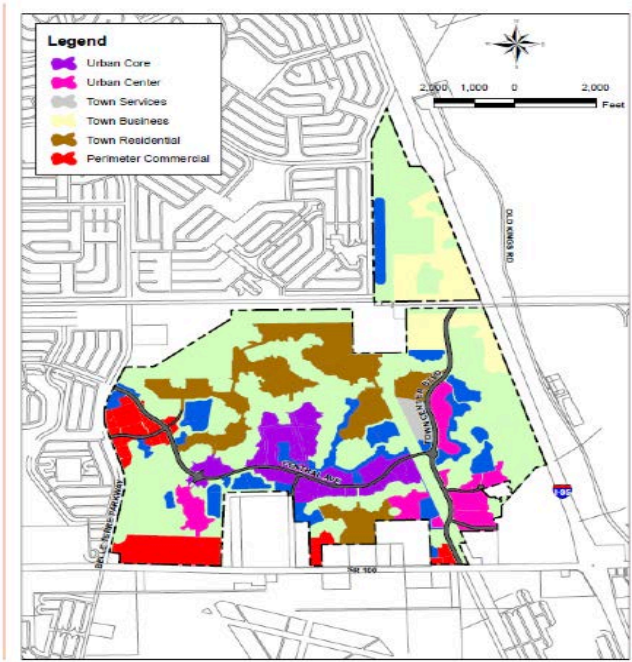 Legend
Urban Core
Urban Center
Town Services
Town Business
Town Residential
Perimeter Commercial
2,000 1,000 0 2,000
Feet
OLD KINGS RD
TOWN CENTER BLVD
CENTRAL AVE
BELLE TERRE PARKWAY
I-95
SR 100